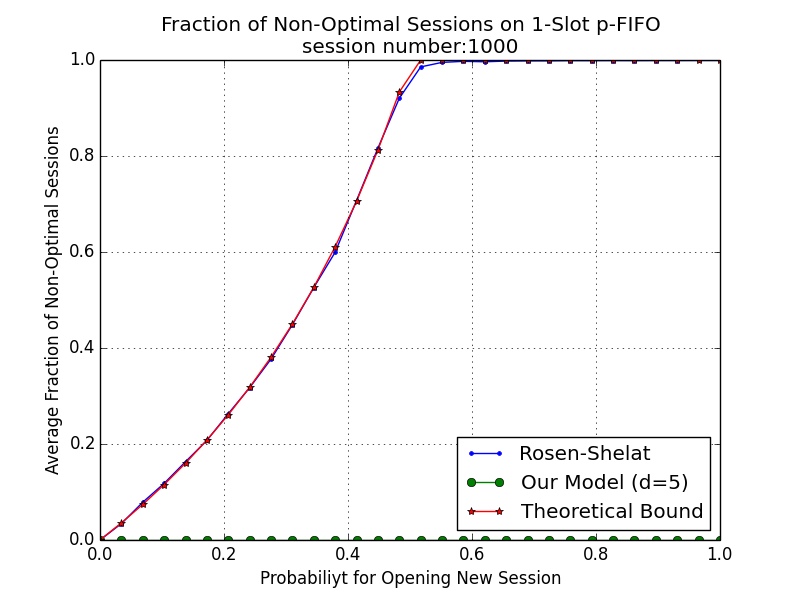 Fraction of Non-Optimal Sessions on 1-Slot p-FIFO
session number:1000
Average Fraction of Non-Optimal Sessions
1.0
0.8
0.6
0.4
0.2
0.0
Rosen-Shelat
Our Model (d=5)
Theoretical Bound
0.0 0.2 0.4 0.6 0.8 1.0
Probabiliyt for Opening New Session